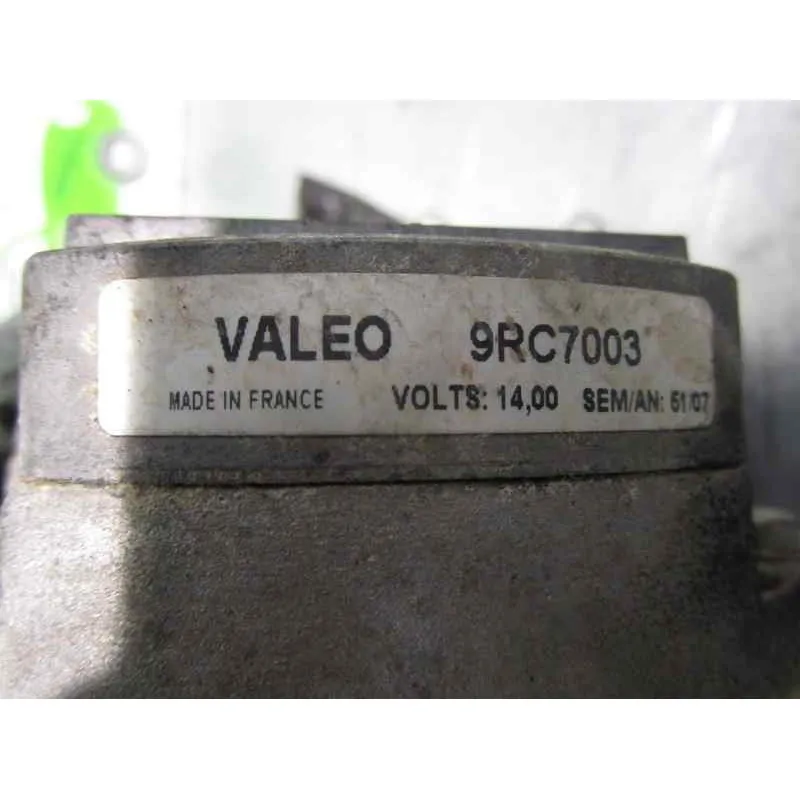 VALEO 9RC7003
MADE IN FRANCE VOLTS: 14,00 SEM/AN: 51/07